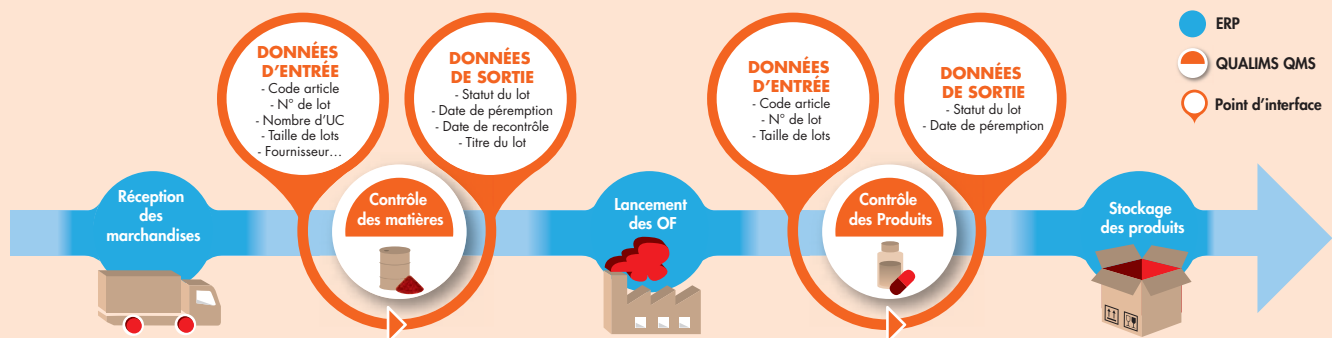 DONNÉES
D'ENTRÉE
- Code article
- N° de lot
- Nombre d'UC
- Taille de lots
- Fournisseur...
DONNÉES
DE SORTIE
- Statut du lot
- Date de péremption
- Date de recontrôle
- Titre du lot
DONNÉES
D'ENTRÉE
- Code article
- N° de lot
- Taille de lots
DONNÉES
DE SORTIE
- Statut du lot
- Date de péremption
ERP
QUALIMS QMS
Point d'interface
Réception
des
marchandises
Contrôle
des matières
Lancement
des OF
Contrôle
des Produits
Stockage
des produits